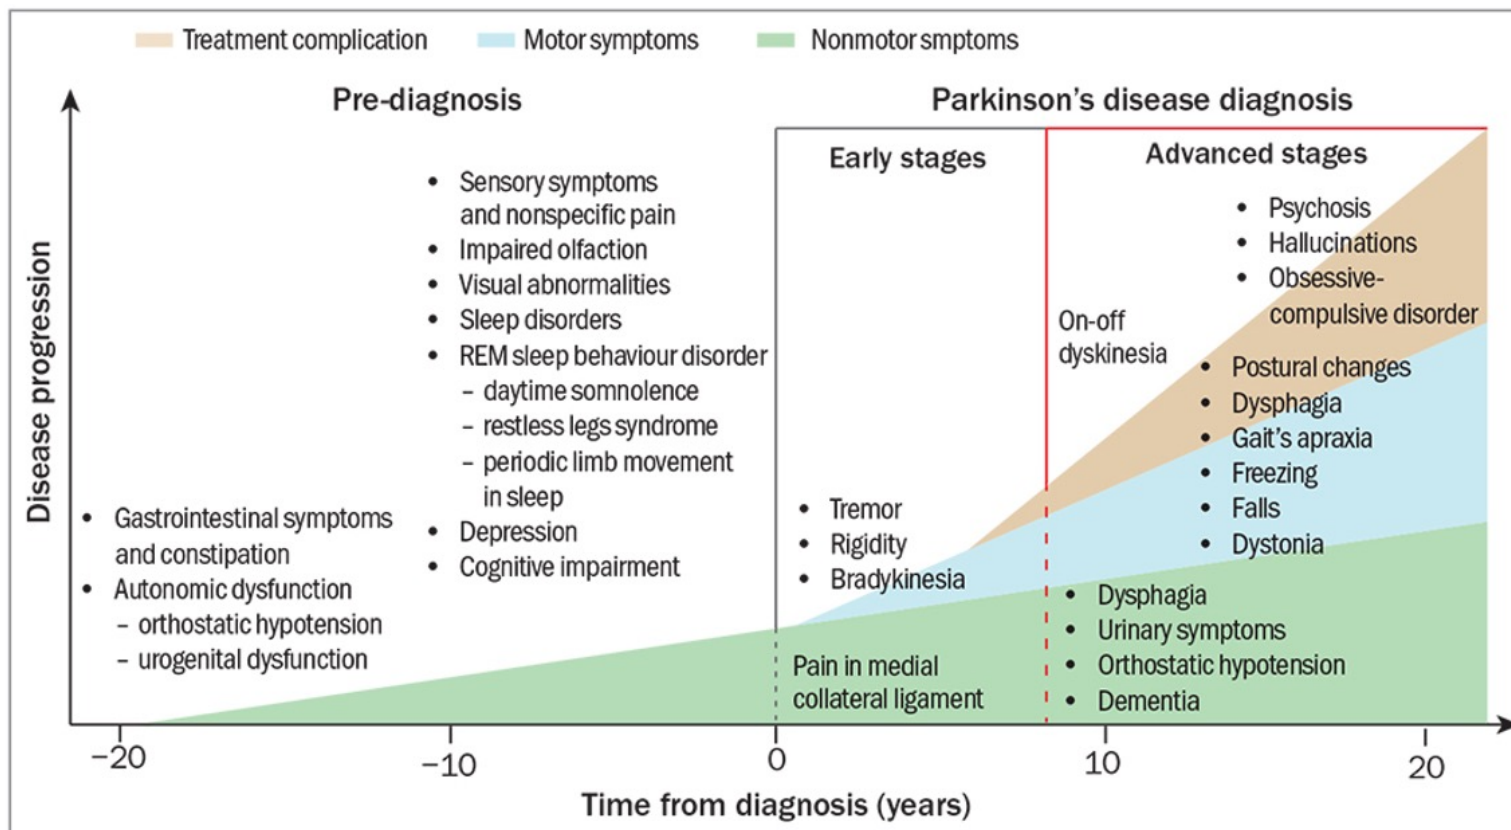 Treatment complication
Motor symptoms
Nonmotor smptoms
Pre-diagnosis
Parkinson's disease diagnosis
Early stages
Advanced stages
Disease progression
• Gastrointestinal symptoms
and constipation
• Autonomic dysfunction
– orthostatic hypotension
– urogenital dysfunction
• Sensory symptoms
and nonspecific pain
• Impaired olfaction
• Visual abnormalities
• Sleep disorders
• REM sleep behaviour disorder
– daytime somnolence
– restless legs syndrome
– periodic limb movement
in sleep
• Depression
• Cognitive impairment
• Tremor
• Rigidity
• Bradykinesia
Pain in medial
collateral ligament
On-off
dyskinesia
• Psychosis
• Hallucinations
• Obsessive-
compulsive disorder
• Postural changes
• Dysphagia
• Gait's apraxia
• Freezing
• Falls
• Dystonia
• Dysphagia
• Urinary symptoms
• Orthostatic hypotension
• Dementia
−20
−10
0
10
20
Time from diagnosis (years)